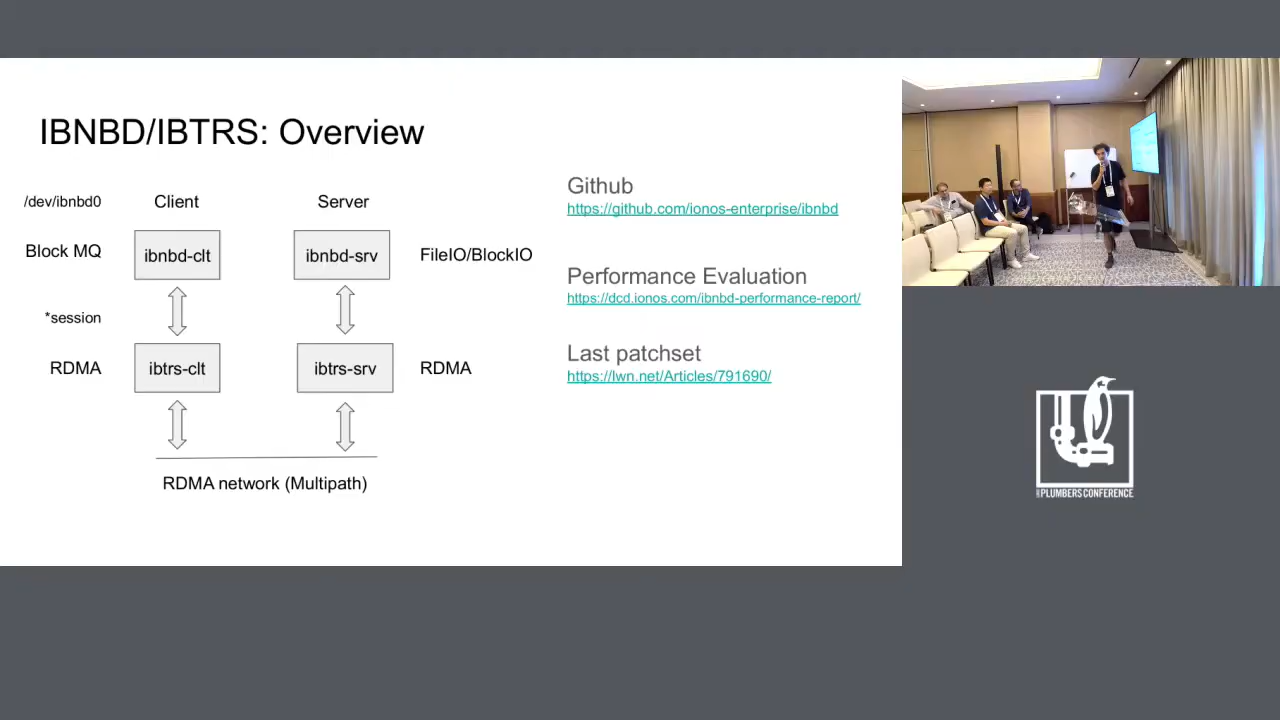 IBNBD/IBTRS: Overview
/dev/ibnbd0
Client
Server
Block MQ
ibnbd-clt
ibnbd-srv
FileIO/BlockIO
*session
RDMA
ibtrs-clt
ibtrs-srv
RDMA
RDMA network (Multipath)
Github
https://github.com/ionos-enterprise/ibnbd
Performance Evaluation
https://dcd.ionos.com/ibnbd-performance-report/
Last patchset
https://lwn.net/Articles/791690/
PLUMBERS CONFERENCE